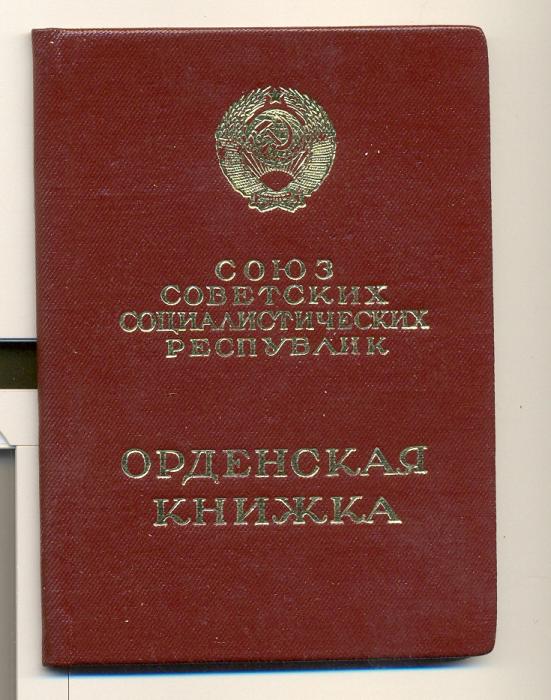 СОЮЗ
СОВЕТСКИХ
СОЦИАЛИСТИЧЕСКИХ
РЕСПУБЛИК
ОРДЕНСКАЯ
КНИЖКА